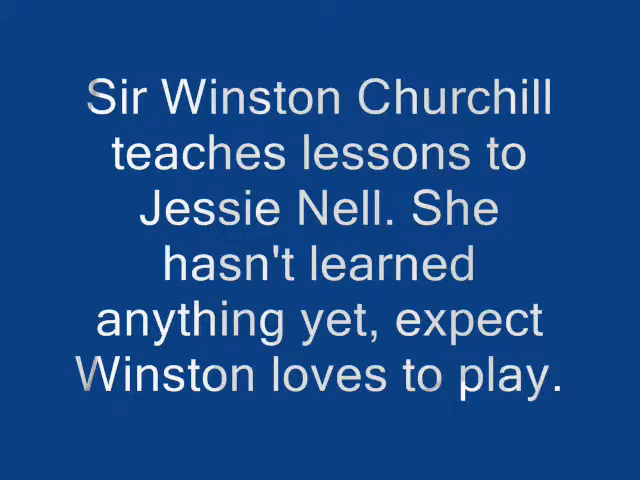 Sir Winston Churchill
teaches lessons to
Jessie Nell. She
hasn't learned
anything yet, expect
Winston loves to play.